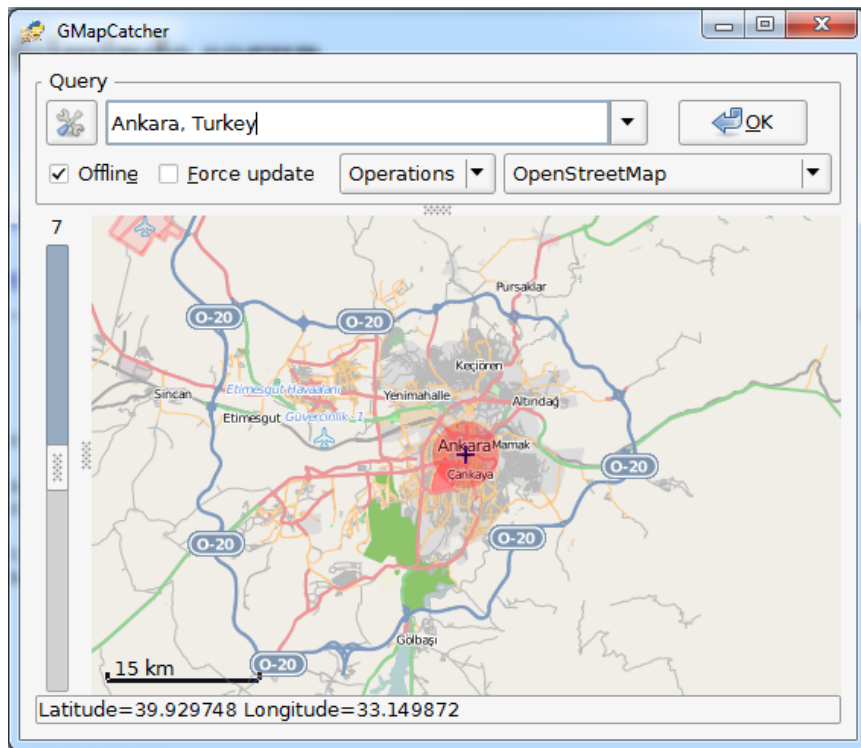 GMapCatcher
Query
Ankara, Turkey
OK
Offline
Force update
Operations
OpenStreetMap
7
Pursaklar
O-20
O-20
Keçiören
Sincan
Etimesgut Havaalanı
Yenimahalle
Altındağ
Etimesgut
Güvercinlik - 1
Ankara
Mamak
Çankaya
O-20
O-20
O-20
Gölbaşı
15 km
O-20
Latitude=39.929748 Longitude=33.149872